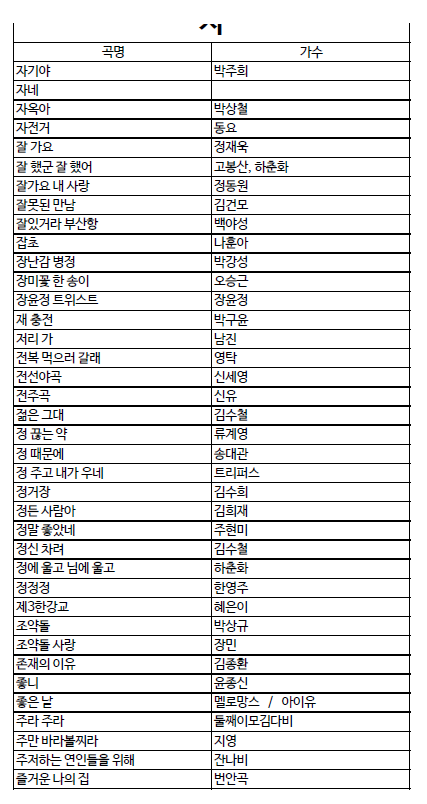 곡명 가수
자기야 박주희
자네
자옥아 박상철
자전거 동요
잘 가요 정재욱
잘 했군 잘 했어 고봉산, 하춘화
잘가요 내 사랑 정동원
잘못된 만남 김건모
잘있거라 부산항 백야성
잡초 나훈아
장난감 병정 박강성
장미꽃 한 송이 오승근
장윤정 트위스트 장윤정
재 충전 박구윤
저리 가 남진
전복 먹으러 갈래 영탁
전선야곡 신세영
전주곡 신유
젊은 그대 김수철
정 끊는 약 류계영
정 때문에 송대관
정 주고 내가 우네 트리퍼스
정거장 김수희
정든 사람아 김희재
정말 좋았네 주현미
정신 차려 김수철
정에 울고 님에 울고 하춘화
정정정 한영주
제3한강교 혜은이
조약돌 박상규
조약돌 사랑 장민
존재의 이유 김종환
좋니 윤종신
좋은 날 멜로망스 / 아이유
주라 주라 둘째이모김다비
주만 바라볼찌라 지영
주저하는 연인들을 위해 잔나비
즐거운 나의 집 번안곡